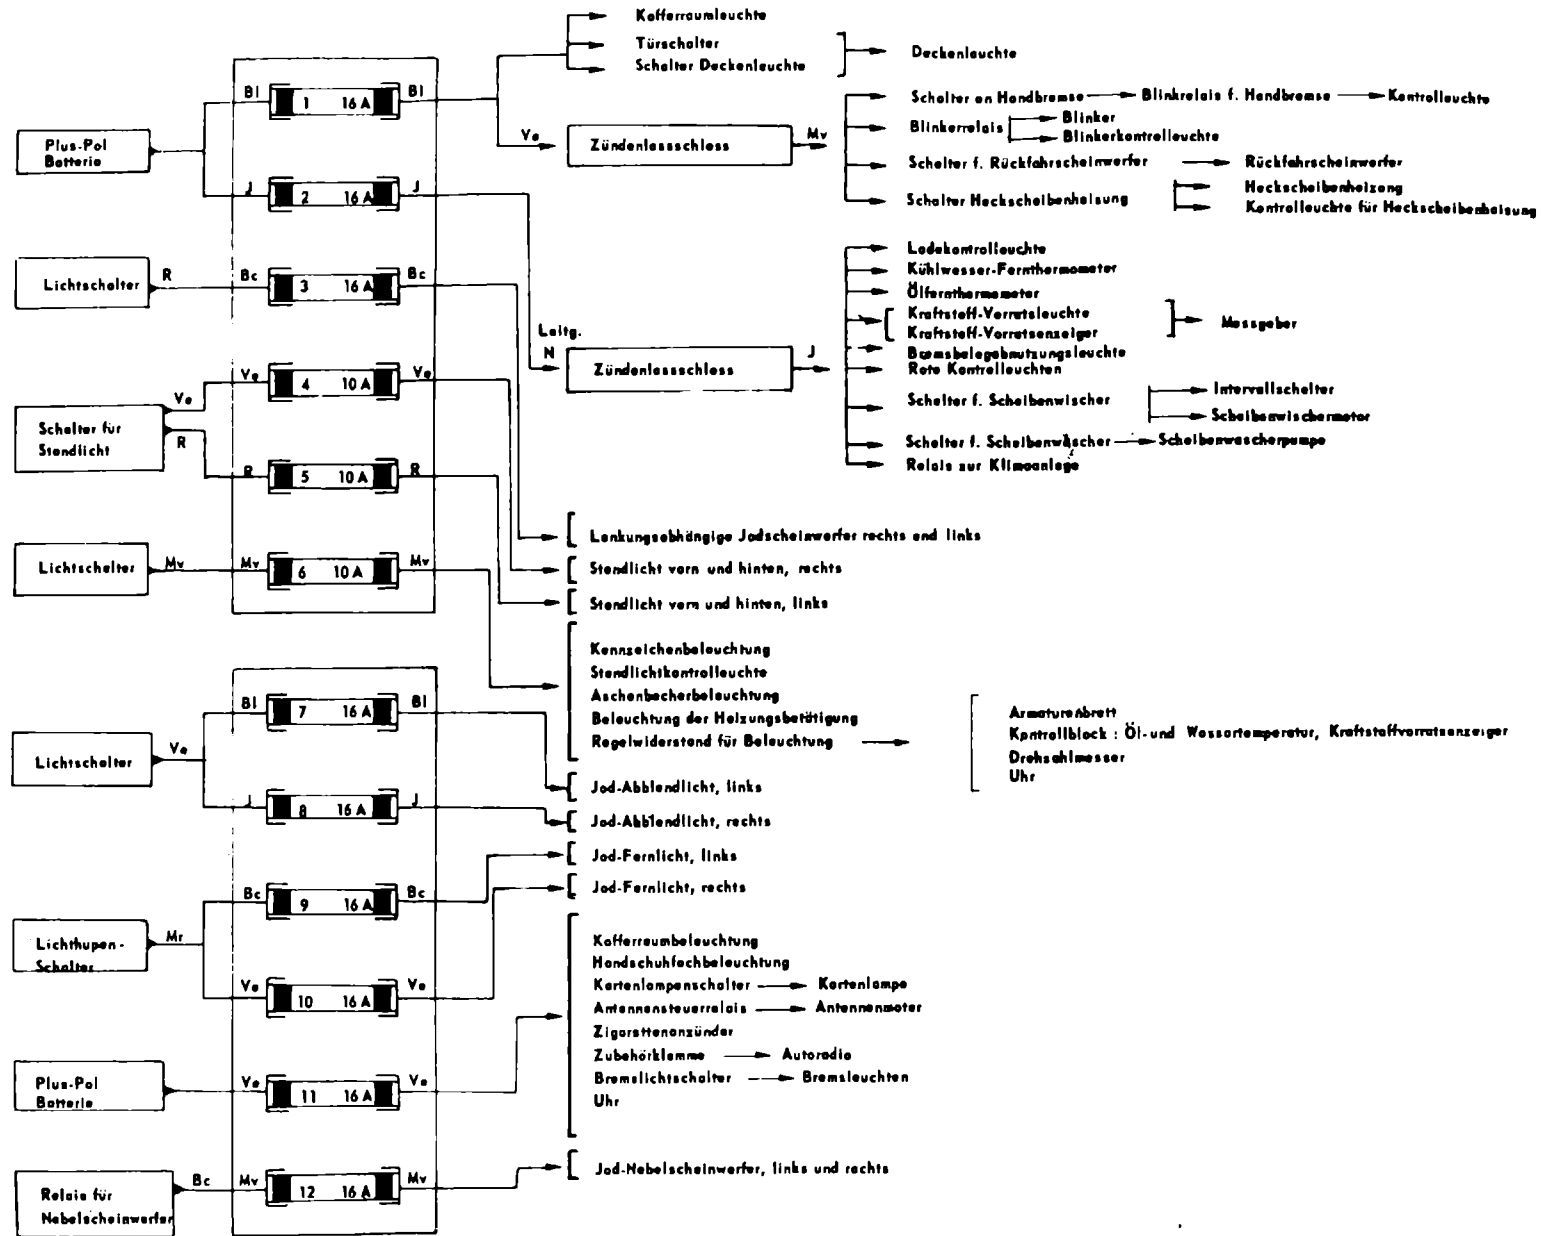 Kofferraumleuchte
Türschalter
Schalter Deckenleuchte
Deckenleuchte
Bl 1 16 A Bl
Plus-Pol
Batterie
J 2 16 A J
Ve
Zündanlassschloss
Mv
Schalter an Handbremse
Blinkrelais f. Handbremse
Kontrolleuchte
Blinkerrelais
Blinker
Blinkerkontrolleuchte
Schalter f. Rückfahrscheinwerfer
Rückfahrscheinwerfer
Schalter Heckscheibenheisung
Heckscheibenheizung
Kontrolleuchte für Heckscheibenheisung
Lichtschalter
R
Bc 3 16 A Bc
Leitg.
N
Zündanlassschloss
J
Ladekontrolleuchte
Kühlwasser-Fernthermometer
Ölfernthermometer
Kraftstoff-Vorratsleuchte
Kraftstoff-Vorratsanzeiger
Messgeber
Bremsbelagabnutzungsleuchte
Rote Kontrolleuchten
Schalter f. Scheibenwischer
Intervallschalter
Scheibenwischermotor
Schalter f. Scheibenwäscher
Scheibenwascherpumpe
Relais zur Klimaanlage
Schalter für
Standlicht
Ve
R
Ve 4 10 A Ve
R 5 10 A R
Lichtschalter
Mv
Mv 6 10 A Mv
Lenkungsabhängige Jodscheinwerfer rechts und links
Standlicht vorn und hinten, rechts
Standlicht vorn und hinten, links
Kennzeichenbeleuchtung
Standlichtkontrolleuchte
Aschenbecherbeleuchtung
Beleuchtung der Heizungsbetätigung
Regelwiderstand für Beleuchtung
Armaturenbrett
Kontrollblock : Öl-und Wassertemperatur, Kraftstoffvorratsanzeiger
Drehzahlmesser
Uhr
Lichtschalter
Ve
Bl 7 16 A Bl
J 8 16 A J
Jod-Abblendlicht, links
Jod-Abblendlicht, rechts
Jod-Fernlicht, links
Jod-Fernlicht, rechts
Lichthupen-
Schalter
Mr
Bc 9 16 A Bc
Ve 10 16 A Ve
Kofferraumbeleuchtung
Handschuhfachbeleuchtung
Kartenlampenschalter
Kartenlampe
Antennensteuerrelais
Antennenmotor
Zigarettenanzünder
Zubehörklemme
Autoradio
Bremslichtschalter
Bremsleuchten
Uhr
Plus-Pol
Batterie
Ve 11 16 A Ve
Relais für
Nebelscheinwerfer
Bc
Mv 12 16 A Mv
Jod-Nebelscheinwerfer, links und rechts